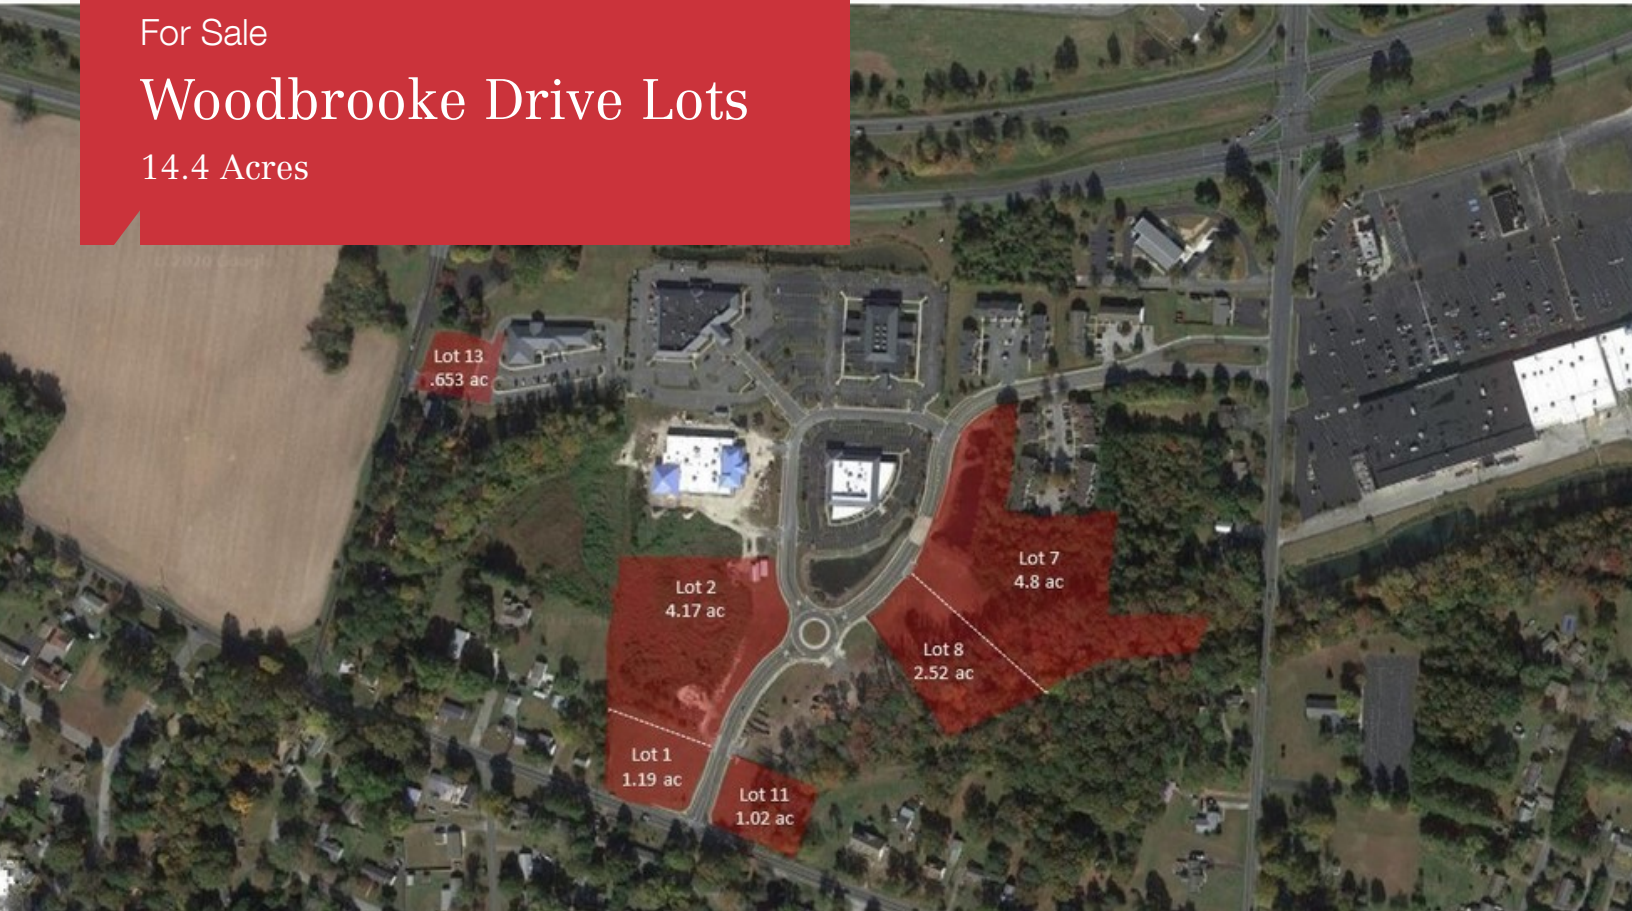 For Sale
Woodbrooke Drive Lots
14.4 Acres
Lot 13
.653 ac
Lot 2
4.17 ac
Lot 7
4.8 ac
Lot 8
2.52 ac
Lot 1
1.19 ac
Lot 11
1.02 ac